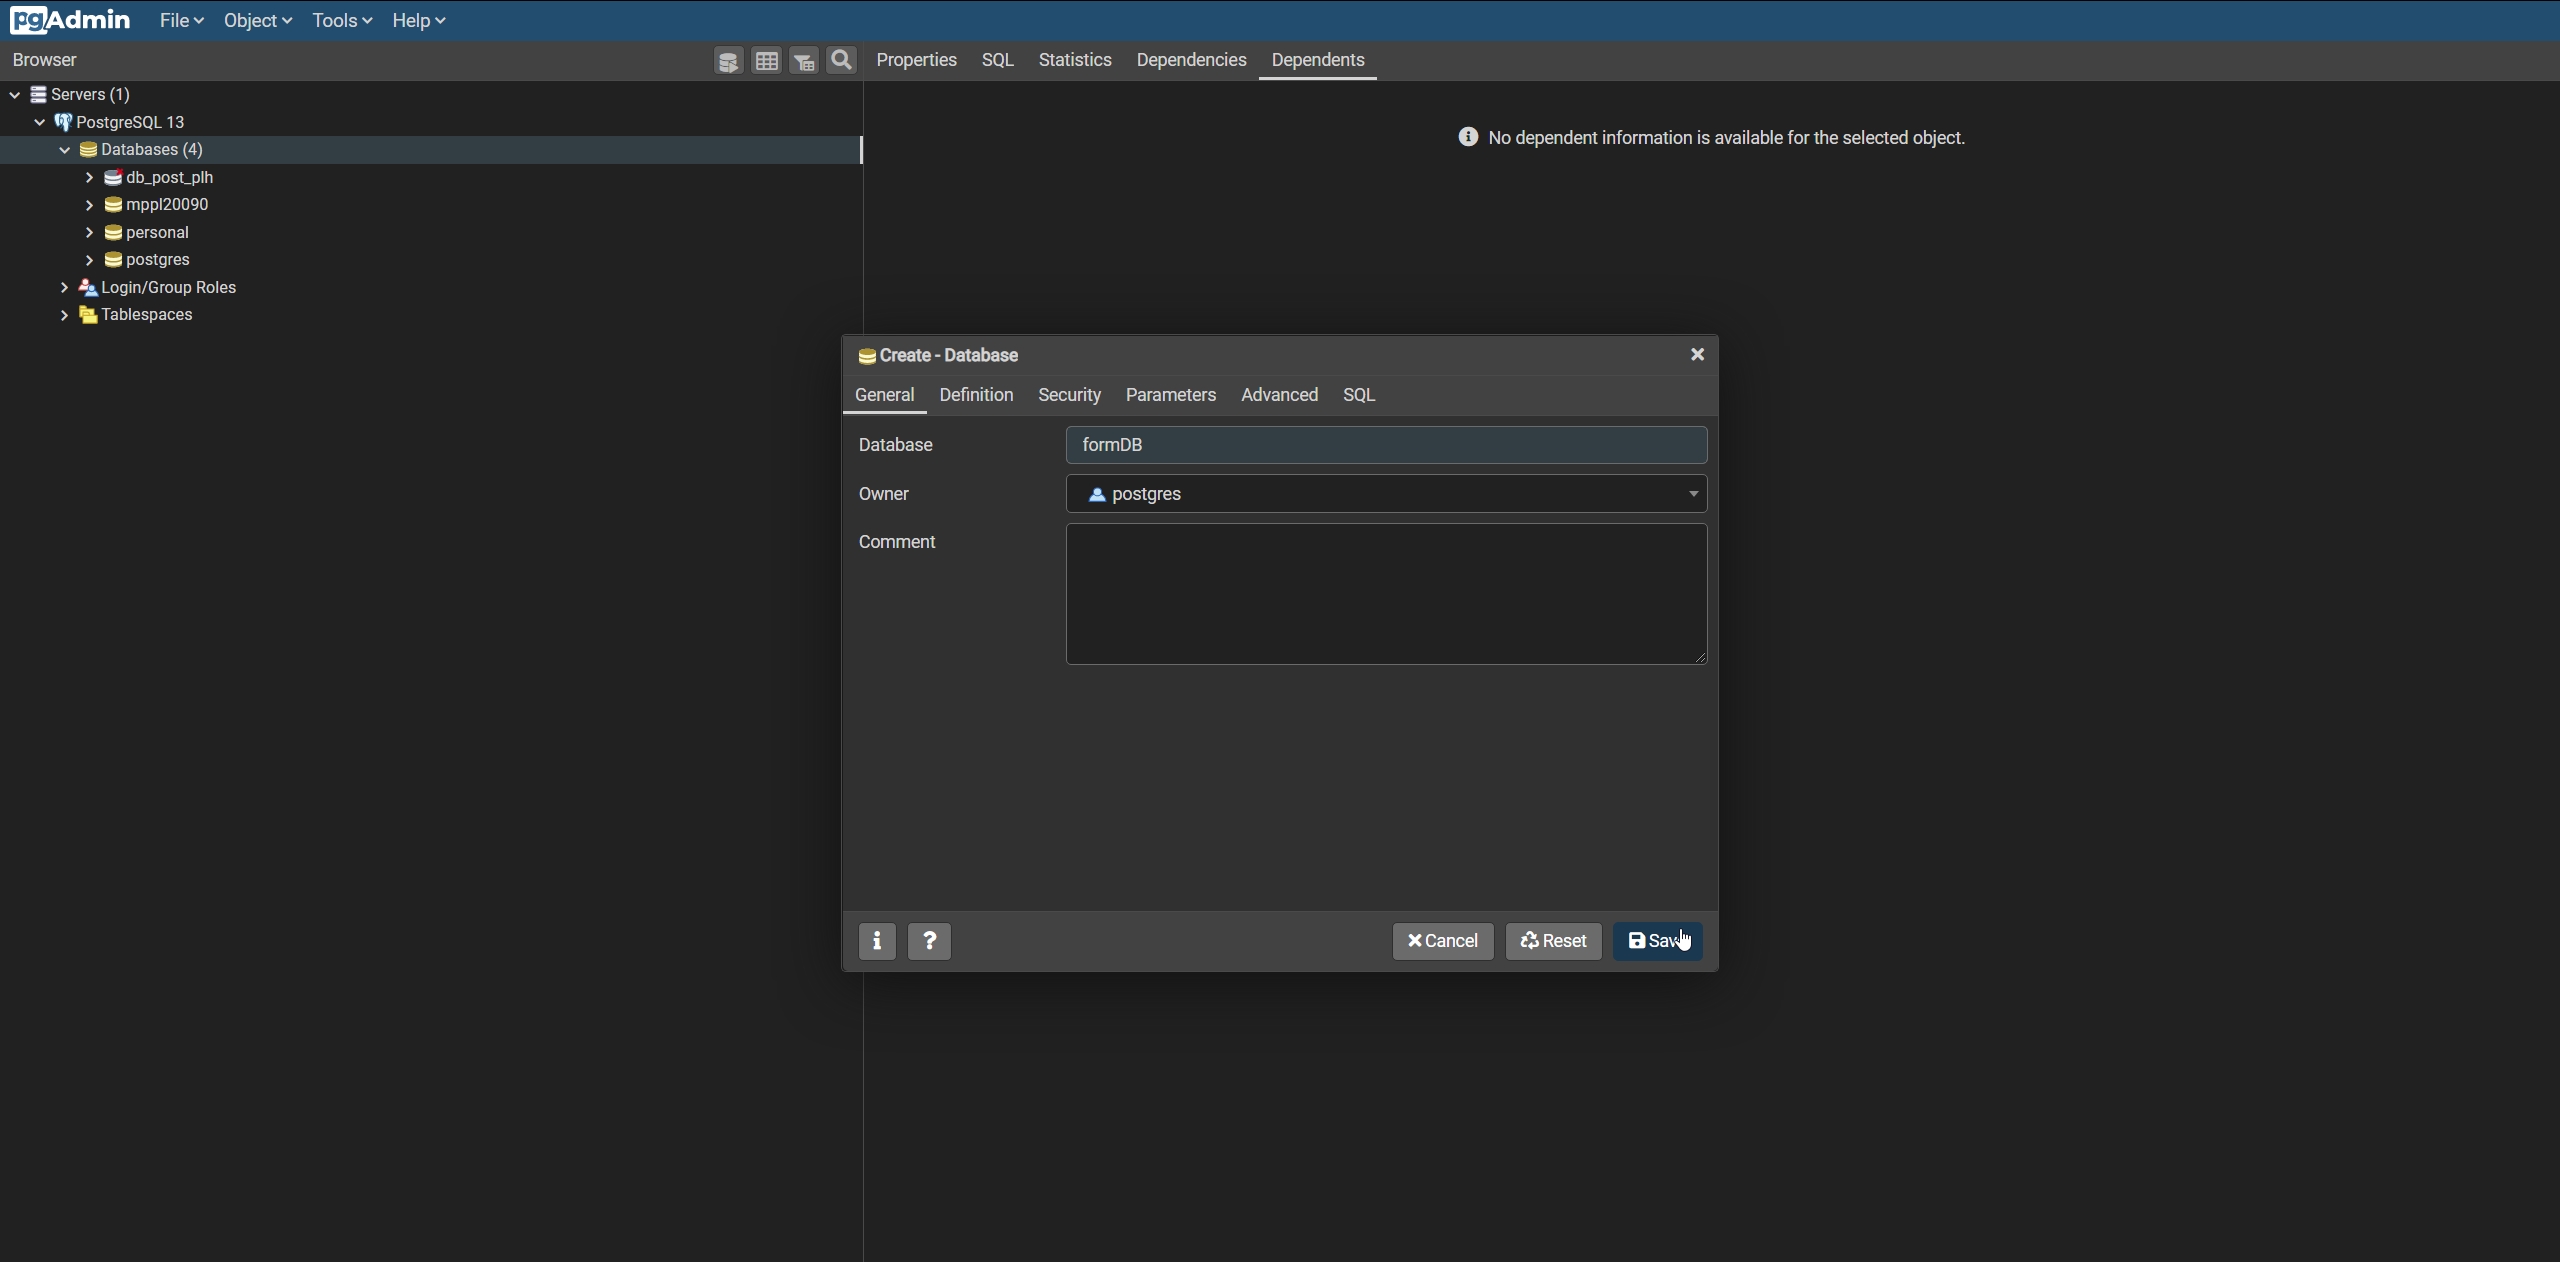 pgAdmin File Object Tools Help
Browser
Properties SQL Statistics Dependencies Dependents
Servers (1)
PostgreSQL 13
Databases (4)
db_post_plh
mppl20090
personal
postgres
Login/Group Roles
Tablespaces
No dependent information is available for the selected object.
Create - Database
General Definition Security Parameters Advanced SQL
Database formDB
Owner postgres
Comment
i ? Cancel Reset Save